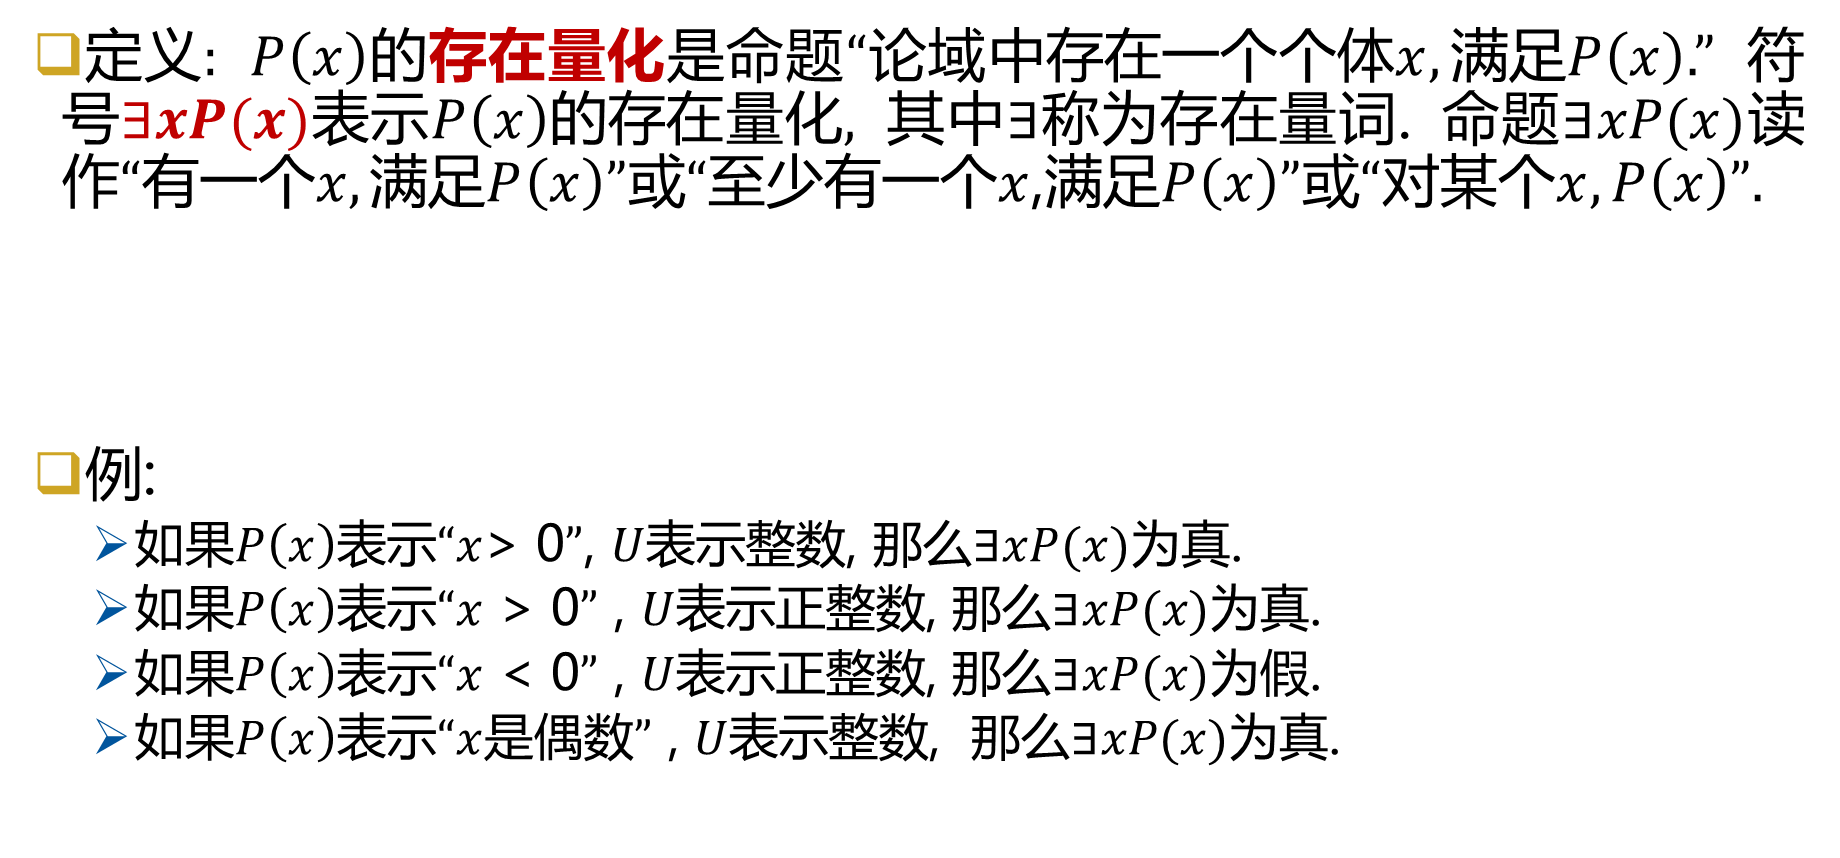 ❑定义: P(x)的存在量化是命题“论域中存在一个个体x,满足P(x).” 符
号∃xP(x)表示P(x)的存在量化, 其中∃称为存在量词. 命题∃xP(x)读
作“有一个x,满足P(x)”或“至少有一个x,满足P(x)”或“对某个x,P(x)”.
❑例:
➢如果P(x)表示“x> 0”, U表示整数, 那么∃xP(x)为真.
➢如果P(x)表示“x > 0” , U表示正整数, 那么∃xP(x)为真.
➢如果P(x)表示“x < 0” , U表示正整数, 那么∃xP(x)为假.
➢如果P(x)表示“x是偶数” , U表示整数, 那么∃xP(x)为真.